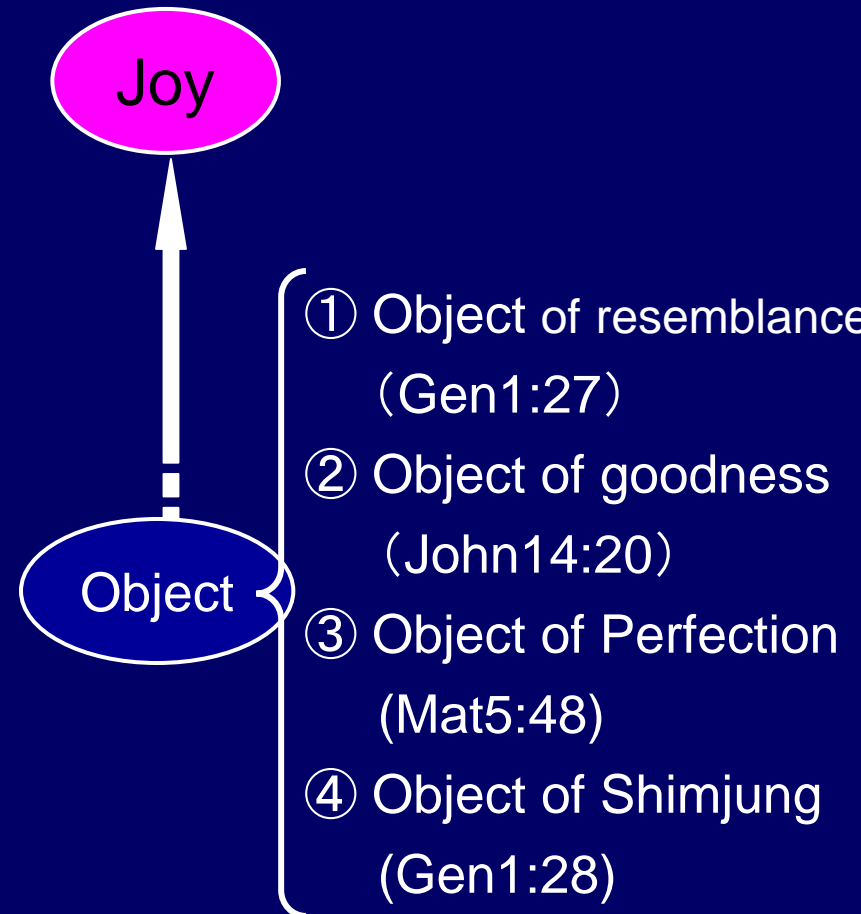 Joy
① Object of resemblance
（Gen1:27）
② Object of goodness
（John14:20）
Object
③ Object of Perfection
(Mat5:48)
④ Object of Shimjung
(Gen1:28)